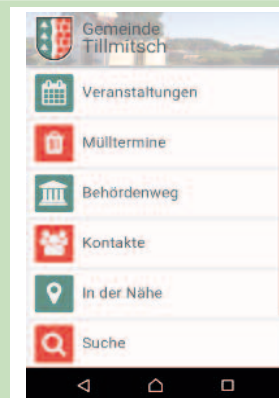 Gemeinde
Tillmitsch
Veranstaltungen
Mülltermine
Behördenweg
Kontakte
In der Nähe
Suche